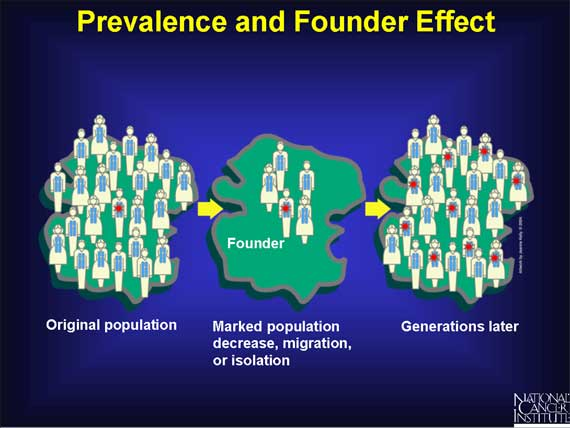 Prevalence and Founder Effect
Founder
Original population
Marked population
decrease, migration,
or isolation
Generations later
NATIONAL
CANCER
INSTITUTE